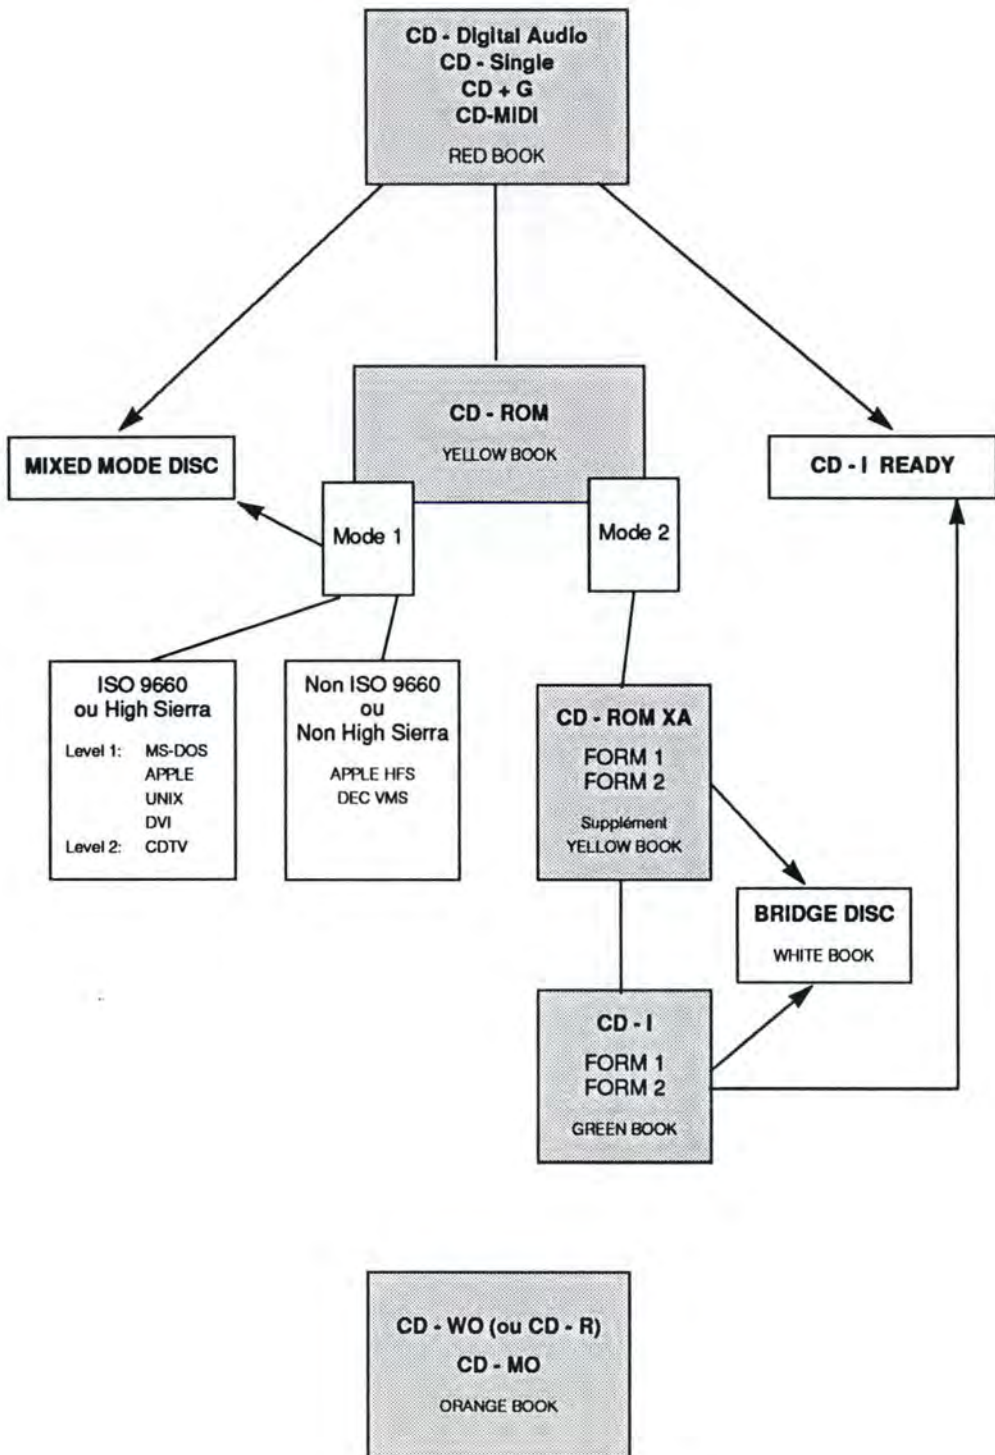 CD - Digital Audio
CD - Single
CD + G
CD-MIDI
RED BOOK
CD - ROM
YELLOW BOOK
MIXED MODE DISC
CD - I READY
Mode 1
Mode 2
ISO 9660
ou High Sierra
Level 1: MS-DOS
APPLE
UNIX
DVI
Level 2: CDTV
Non ISO 9660
ou
Non High Sierra
APPLE HFS
DEC VMS
CD - ROM XA
FORM 1
FORM 2
Supplément
YELLOW BOOK
BRIDGE DISC
WHITE BOOK
CD - I
FORM 1
FORM 2
GREEN BOOK
CD - WO (ou CD - R)
CD - MO
ORANGE BOOK